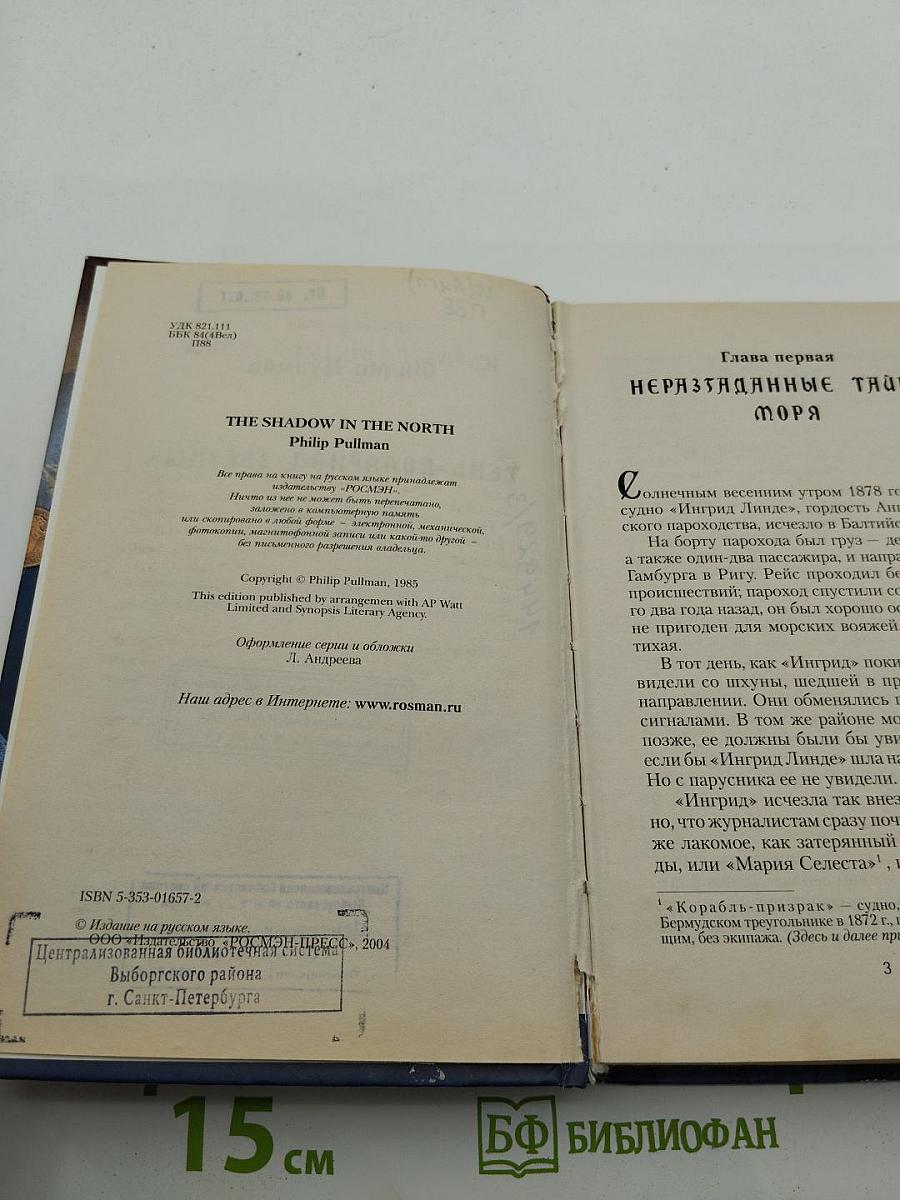 УДК 821.111
ББК 84(4Вел)
П88
THE SHADOW IN THE NORTH
Philip Pullman
Все права на книгу на русском языке принадлежат
издательству «РОСМЭН».
Ничто из нее не может быть перепечатано,
заложено в компьютерную память
или скопировано в любой форме – электронной, механической,
фотокопии, магнитофонной записи или какой-то другой –
без письменного разрешения владельца.
Copyright © Philip Pullman, 1985
This edition published by arrangemen with AP Watt
Limited and Synopsis Literary Agency.
Оформление серии и обложки
Л. Андреева
Наш адрес в Интернете: www.rosman.ru
ISBN 5-353-01657-2
© Издание на русском языке.
ООО «Издательство «РОСМЭН-ПРЕСС», 2004
Централизованная библиотечная система
Выборгского района
г. Санкт-Петербурга
Глава первая
НЕРАЗГАДАННЫЕ ТАЙ
МОРЯ
Солнечным весенним утром 1878 го
судно «Ингрид Линде», гордость Анг
ского пароходства, исчезло в Балтийс
На борту парохода был груз – де
а также один-два пассажира, и напра
Гамбурга в Ригу. Рейс проходил бе
происшествий; пароход спустили со
го два года назад, он был хорошо ос
не пригоден для морских вояжей
тихая.
В тот день, как «Ингрид» поки
видели со шхуны, шедшей в пр
направлении. Они обменялись п
сигналами. В том же районе мо
позже, ее должны были бы уви
если бы «Ингрид Линде» шла на
Но с парусника ее не увидели.
«Ингрид» исчезла так внез
но, что журналистам сразу поч
же лакомое, как затерянный
ды, или «Мария Селеста»¹, и
¹ «Корабль-призрак» — судно,
Бермудском треугольнике в 1872 г., п
щим, без экипажа. (Здесь и далее при
3
15 см
БФ БИБЛИОФАН